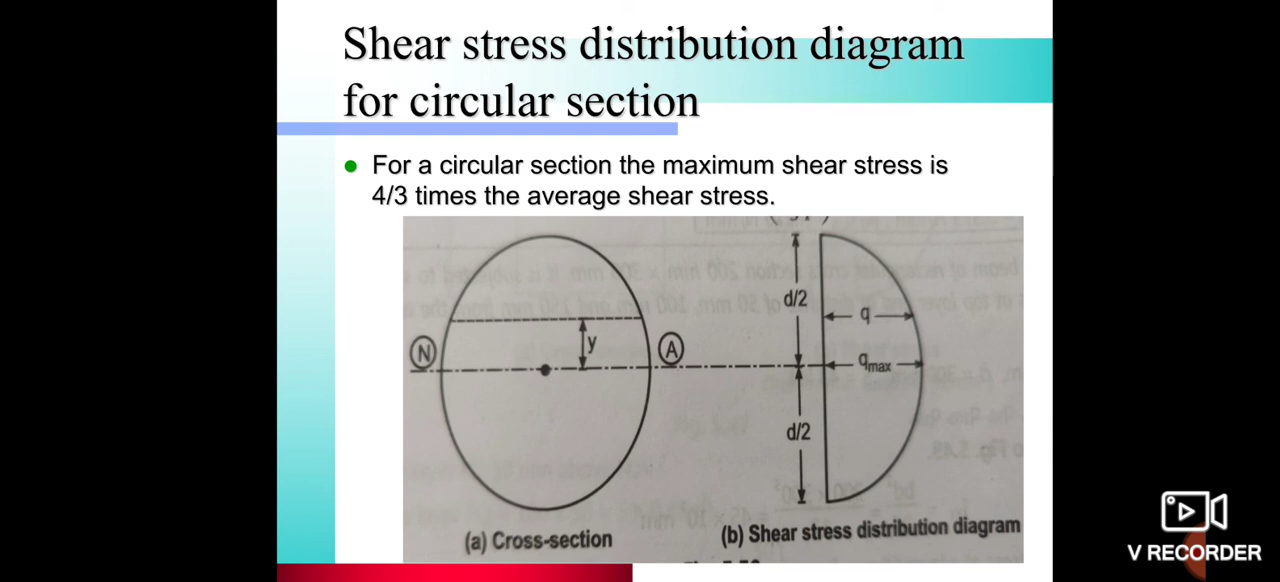 Shear stress distribution diagram
for circular section
For a circular section the maximum shear stress is
4/3 times the average shear stress.
d/2
q
y
N
A
qmax
d/2
(a) Cross-section
(b) Shear stress distribution diagram
V RECORDER